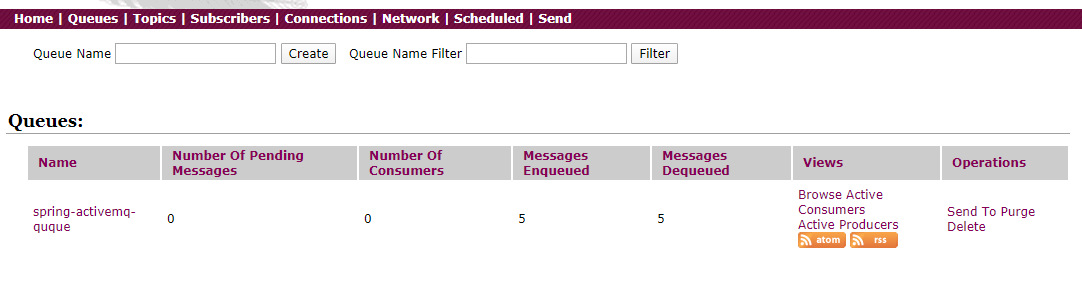 Home | Queues | Topics | Subscribers | Connections | Network | Scheduled | Send
Queue Name Create Queue Name Filter Filter
Queues:
Name
Number Of Pending
Messages
Number Of
Consumers
Messages
Enqueued
Messages
Dequeued
Views
Operations
spring-activemq-
quque
0
0
5
5
Browse Active
Consumers
Active Producers
atom rss
Send To Purge
Delete